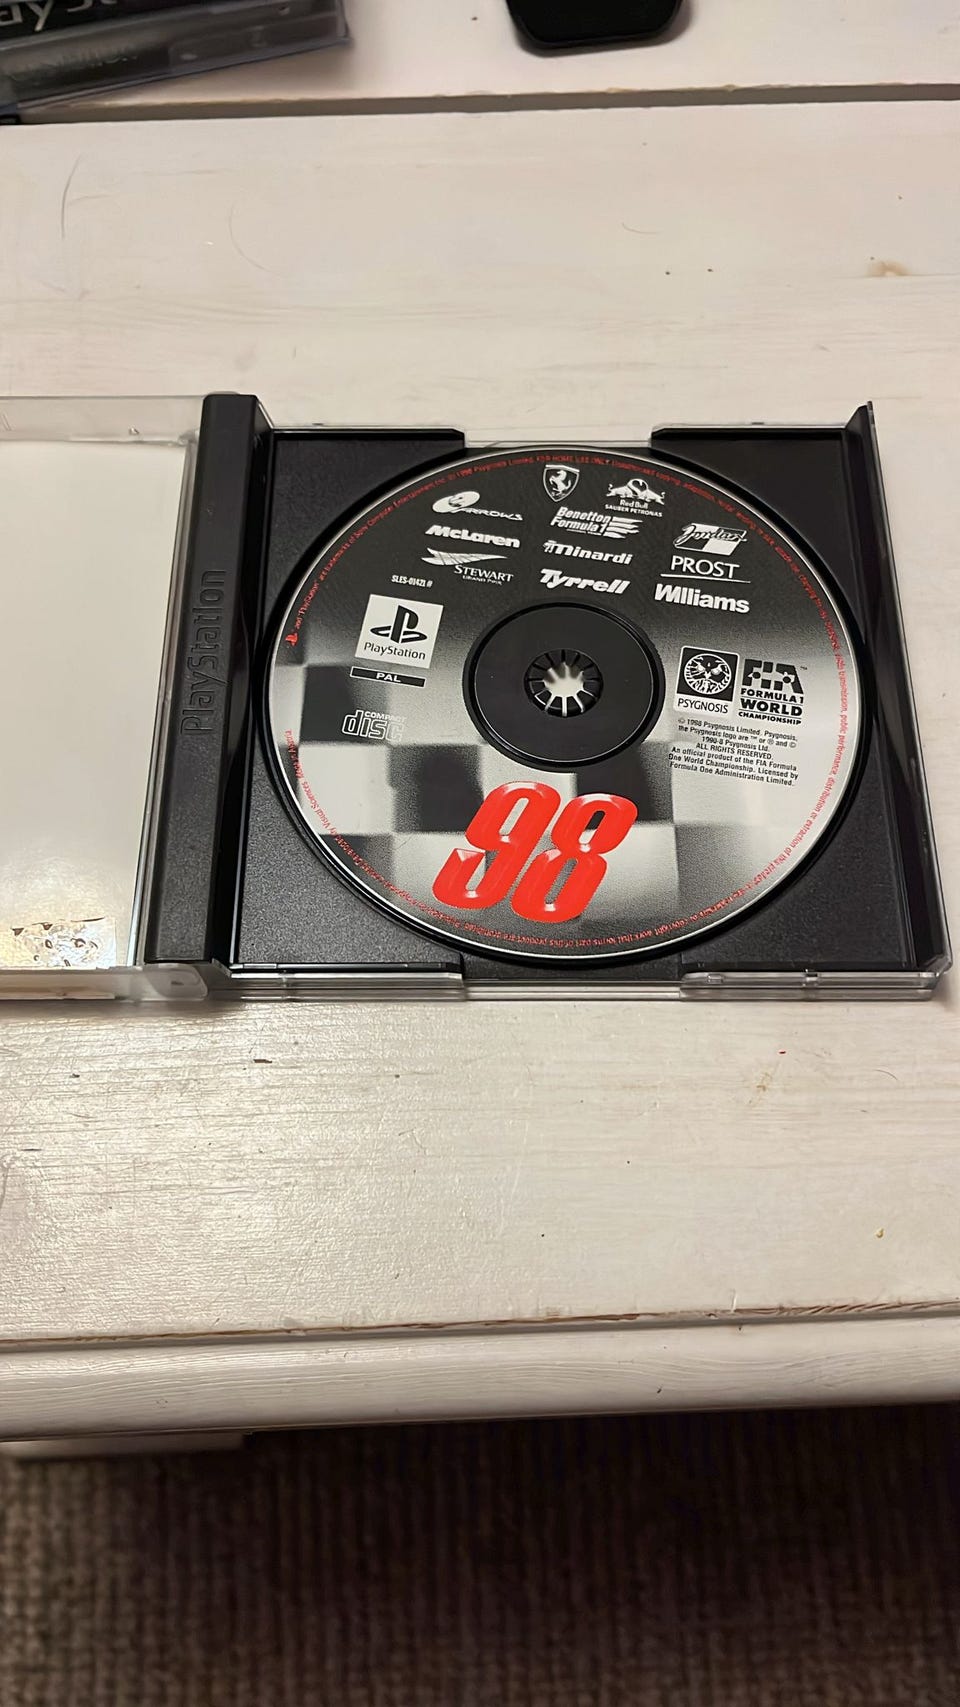 PlayStation
ARROWS
Red Bull
SAUBER PETRONAS
Benetton
Formula 1
Jordan
McLaren
Minardi
PROST
STEWART
GRAND PRIX
Tyrrell
Williams
SLES-01421 #
PlayStation
PAL
COMPACT
disc
PSYGNOSIS
FIA ™
FORMULA 1
WORLD
CHAMPIONSHIP
© 1998 Psygnosis Limited. Psygnosis,
the Psygnosis logo are ™ or ® and ©
1990-8 Psygnosis Ltd.
ALL RIGHTS RESERVED.
An official product of the FIA Formula
One World Championship. Licensed by
Formula One Administration Limited.
98